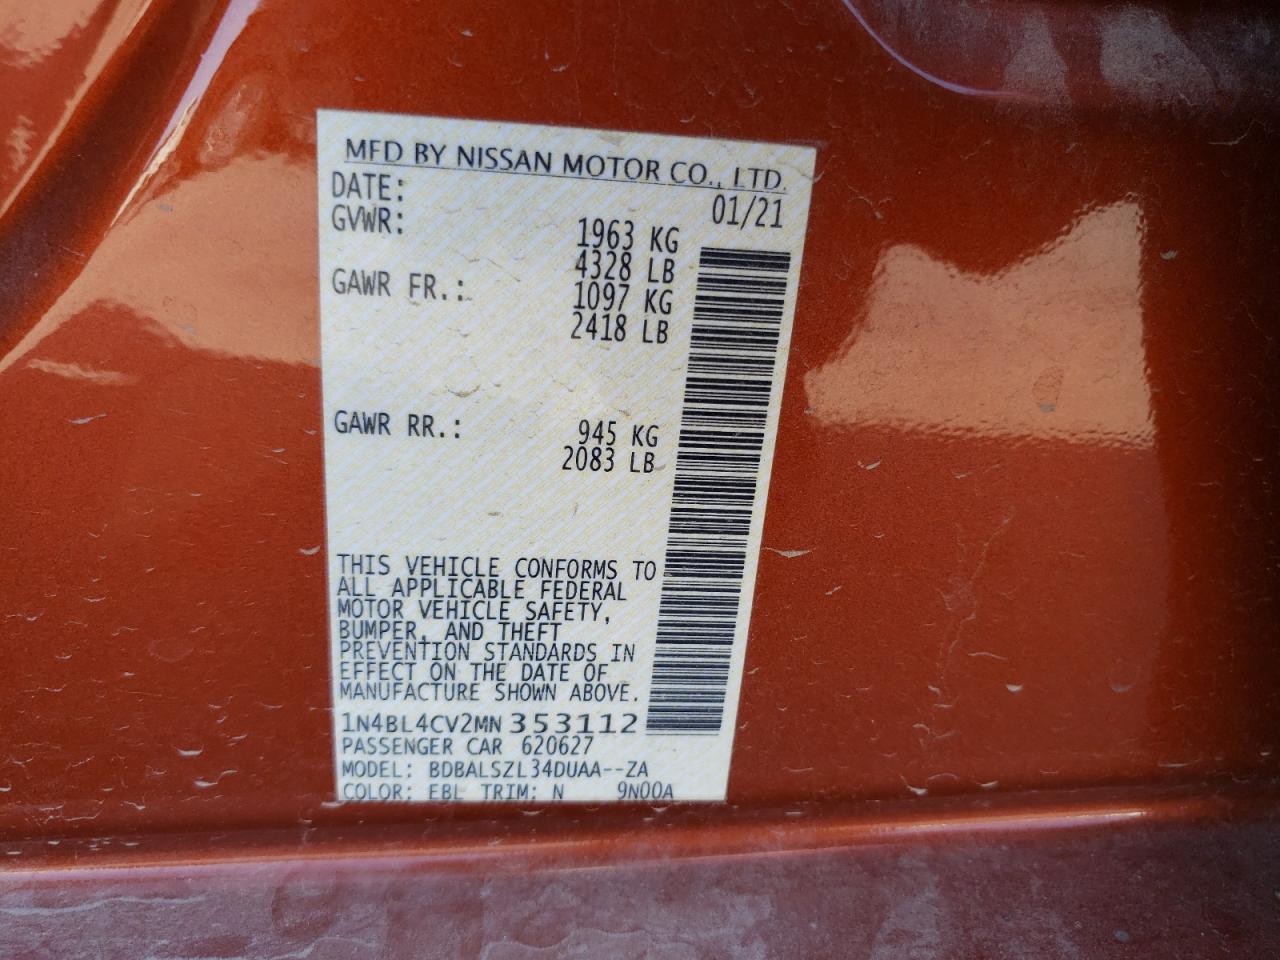 MFD BY NISSAN MOTOR CO., LTD.
DATE: 01/21
GVWR: 1963 KG
4328 LB
GAWR FR.: 1097 KG
2418 LB
GAWR RR.: 945 KG
2083 LB
THIS VEHICLE CONFORMS TO
ALL APPLICABLE FEDERAL
MOTOR VEHICLE SAFETY,
BUMPER, AND THEFT
PREVENTION STANDARDS IN
EFFECT ON THE DATE OF
MANUFACTURE SHOWN ABOVE.
1N4BL4CV2MN353112
PASSENGER CAR 620627
MODEL: BDBALSZL34DUAA--ZA
COLOR: EBL TRIM: N 9N00A